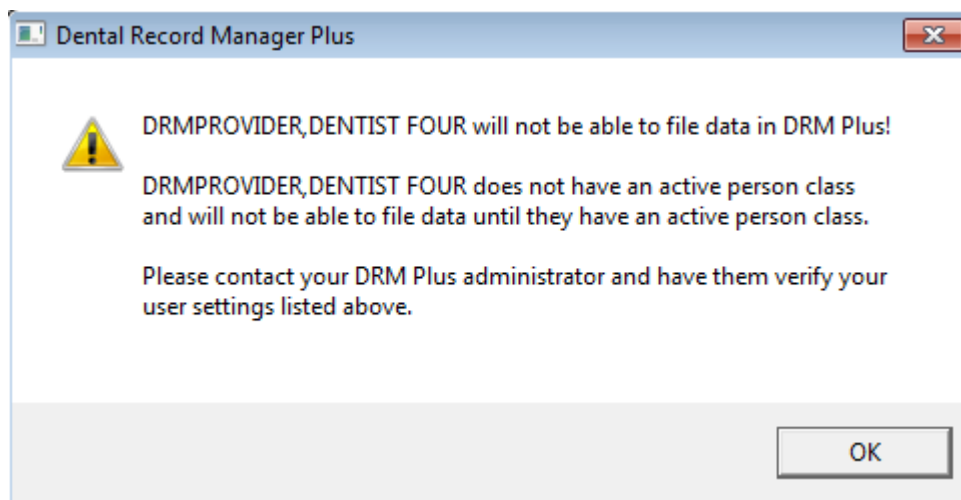 Dental Record Manager Plus
DRMPROVIDER,DENTIST FOUR will not be able to file data in DRM Plus!
DRMPROVIDER,DENTIST FOUR does not have an active person class
and will not be able to file data until they have an active person class.
Please contact your DRM Plus administrator and have them verify your
user settings listed above.
OK